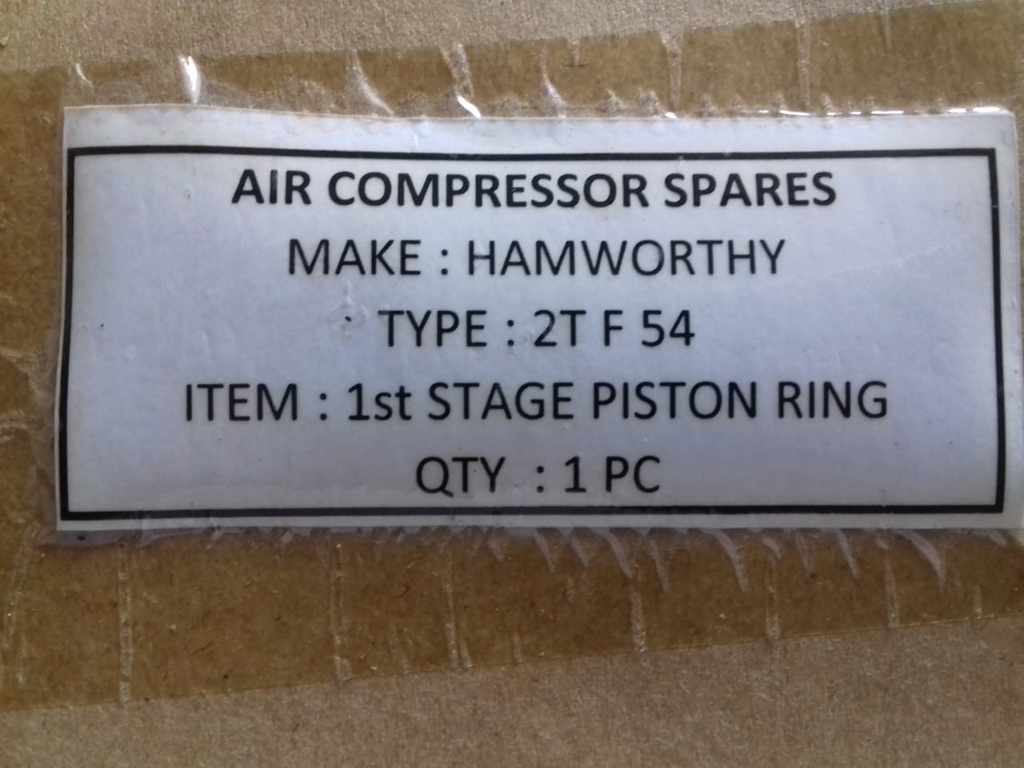 AIR COMPRESSOR SPARES
MAKE : HAMWORTHY
TYPE : 2T F 54
ITEM : 1st STAGE PISTON RING
QTY : 1 PC